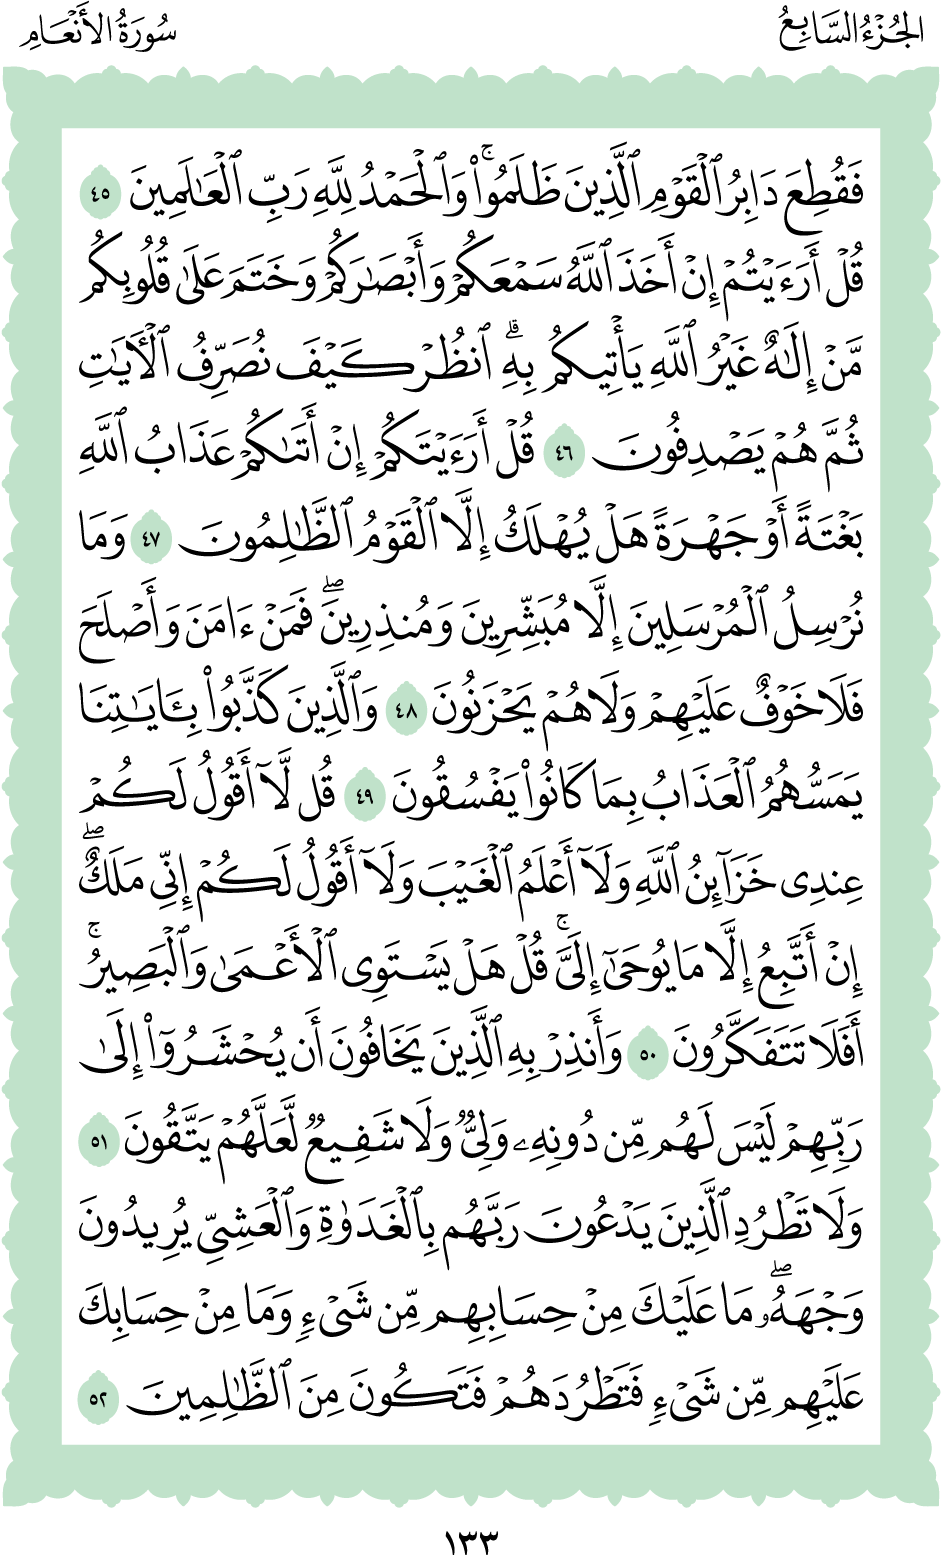 الجُزْءُ السَّابِعُ
سُورَةُ الأَنْعَامِ
فَقُطِعَ دَابِرُ ٱلۡقَوۡمِ ٱلَّذِينَ ظَلَمُواْۚ وَٱلۡحَمۡدُ لِلَّهِ رَبِّ ٱلۡعَٰلَمِينَ ٤٥
قُلۡ أَرَءَيۡتُمۡ إِنۡ أَخَذَ ٱللَّهُ سَمۡعَكُمۡ وَأَبۡصَٰرَكُمۡ وَخَتَمَ عَلَىٰ قُلُوبِكُم
مَّنۡ إِلَٰهٌ غَيۡرُ ٱللَّهِ يَأۡتِيكُم بِهِۗ ٱنظُرۡ كَيۡفَ نُصَرِّفُ ٱلۡأٓيَٰتِ
ثُمَّ هُمۡ يَصۡدِفُونَ ٤٦ قُلۡ أَرَءَيۡتَكُمۡ إِنۡ أَتَىٰكُمۡ عَذَابُ ٱللَّهِ
بَغۡتَةً أَوۡ جَهۡرَةً هَلۡ يُهۡلَكُ إِلَّا ٱلۡقَوۡمُ ٱلظَّٰلِمُونَ ٤٧ وَمَا
نُرۡسِلُ ٱلۡمُرۡسَلِينَ إِلَّا مُبَشِّرِينَ وَمُنذِرِينَۖ فَمَنۡ ءَامَنَ وَأَصۡلَحَ
فَلَا خَوۡفٌ عَلَيۡهِمۡ وَلَا هُمۡ يَحۡزَنُونَ ٤٨ وَٱلَّذِينَ كَذَّبُواْ بِـَٔايَٰتِنَا
يَمَسُّهُمُ ٱلۡعَذَابُ بِمَا كَانُواْ يَفۡسُقُونَ ٤٩ قُل لَّآ أَقُولُ لَكُمۡ
عِندِي خَزَآئِنُ ٱللَّهِ وَلَآ أَعۡلَمُ ٱلۡغَيۡبَ وَلَآ أَقُولُ لَكُمۡ إِنِّي مَلَكٌۖ
إِنۡ أَتَّبِعُ إِلَّا مَا يُوحَىٰٓ إِلَيَّۚ قُلۡ هَلۡ يَسۡتَوِي ٱلۡأَعۡمَىٰ وَٱلۡبَصِيرُۚ
أَفَلَا تَتَفَكَّرُونَ ٥٠ وَأَنذِرۡ بِهِ ٱلَّذِينَ يَخَافُونَ أَن يُحۡشَرُوٓاْ إِلَىٰ
رَبِّهِمۡ لَيۡسَ لَهُم مِّن دُونِهِۦ وَلِيّٞ وَلَا شَفِيعٞ لَّعَلَّهُمۡ يَتَّقُونَ ٥١
وَلَا تَطۡرُدِ ٱلَّذِينَ يَدۡعُونَ رَبَّهُم بِٱلۡغَدَوٰةِ وَٱلۡعَشِيِّ يُرِيدُونَ
وَجۡهَهُۥۖ مَا عَلَيۡكَ مِنۡ حِسَابِهِم مِّن شَيۡءٖ وَمَا مِنۡ حِسَابِكَ
عَلَيۡهِم مِّن شَيۡءٖ فَتَطۡرُدَهُمۡ فَتَكُونَ مِنَ ٱلظَّٰلِمِينَ ٥٢
١٣٣